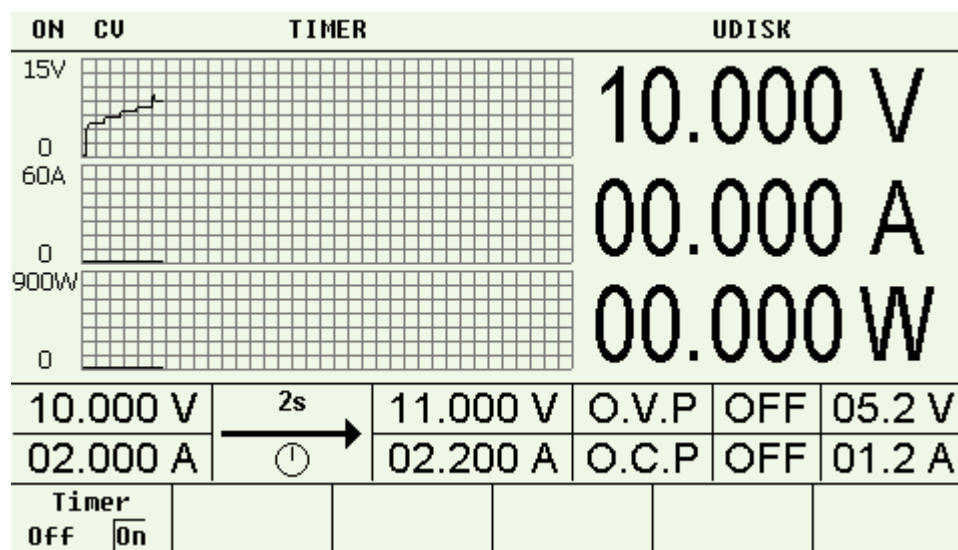 ON CV TIMER UDISK
15V
0
10.000 V
60A
0
00.000 A
900W
0
00.000 W
10.000 V 2s 11.000 V O.V.P OFF 05.2 V
02.000 A 02.200 A O.C.P OFF 01.2 A
Timer
Off On